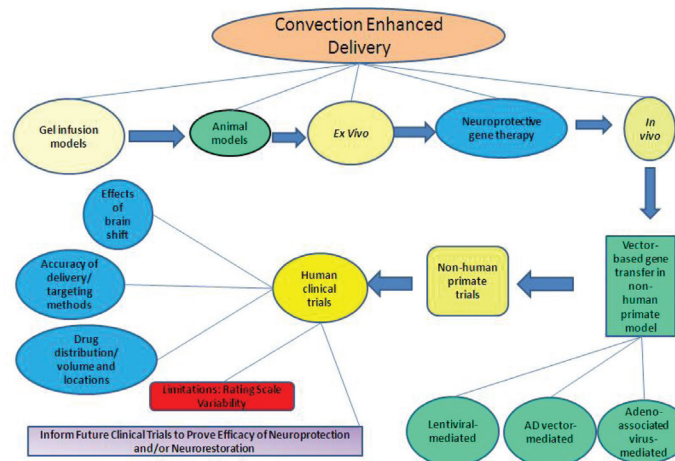 Convection Enhanced
Delivery
Gel infusion
models
Animal
models
Ex Vivo
Neuroprotective
gene therapy
In
vivo
Effects
of
brain
shift
Accuracy of
delivery/
targeting
methods
Drug
distribution/
volume and
locations
Human
clinical
trials
Non-human
primate
trials
Vector-
based gene
transfer in
non-
human
primate
model
Limitations: Rating Scale
Variability
Inform Future Clinical Trials to Prove Efficacy of Neuroprotection
and/or Neurorestoration
Lentiviral-
mediated
AD vector-
mediated
Adeno-
associated
virus-
mediated